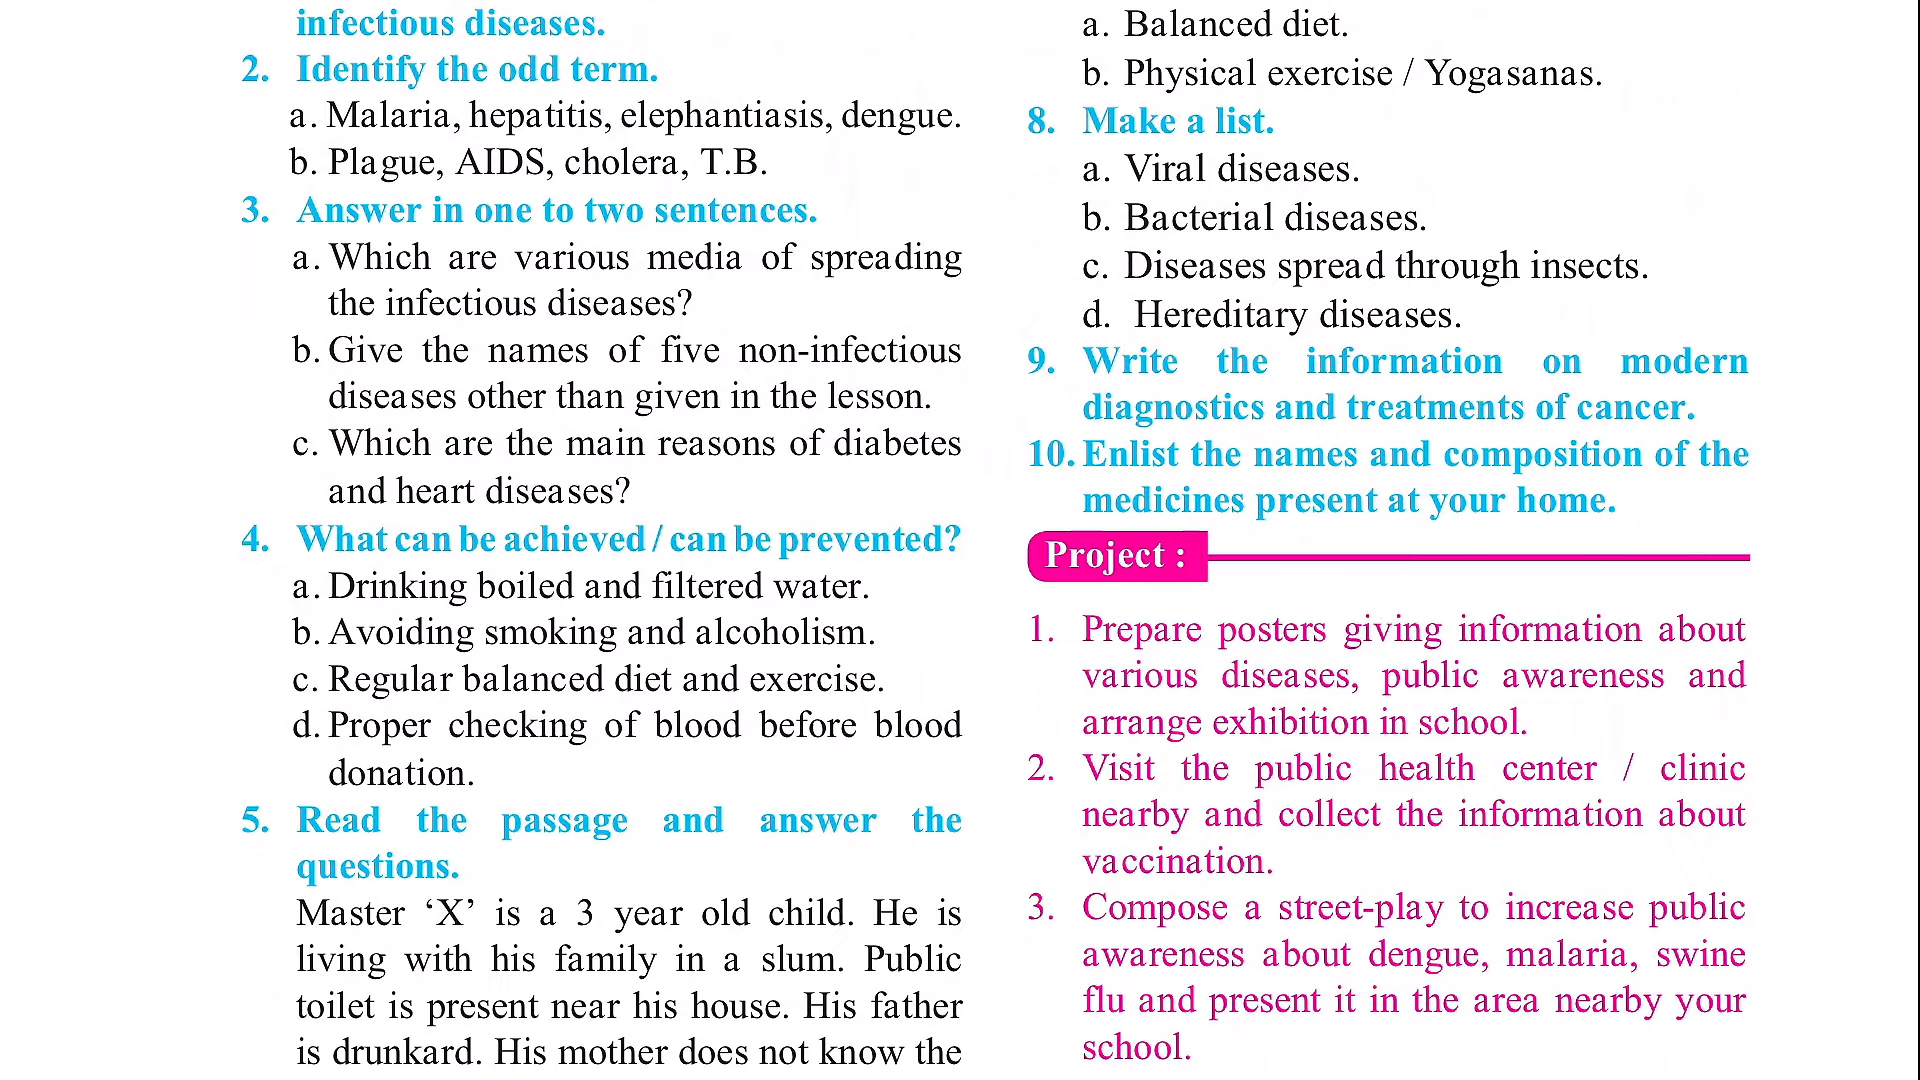 infectious diseases.
2. Identify the odd term.
a. Malaria, hepatitis, elephantiasis, dengue.
b. Plague, AIDS, cholera, T.B.
3. Answer in one to two sentences.
a. Which are various media of spreading
the infectious diseases?
b. Give the names of five non-infectious
diseases other than given in the lesson.
c. Which are the main reasons of diabetes
and heart diseases?
4. What can be achieved / can be prevented?
a. Drinking boiled and filtered water.
b. Avoiding smoking and alcoholism.
c. Regular balanced diet and exercise.
d. Proper checking of blood before blood
donation.
5. Read the passage and answer the
questions.
Master ‘X’ is a 3 year old child. He is
living with his family in a slum. Public
toilet is present near his house. His father
is drunkard. His mother does not know the
a. Balanced diet.
b. Physical exercise / Yogasanas.
8. Make a list.
a. Viral diseases.
b. Bacterial diseases.
c. Diseases spread through insects.
d. Hereditary diseases.
9. Write the information on modern
diagnostics and treatments of cancer.
10. Enlist the names and composition of the
medicines present at your home.
Project :
1. Prepare posters giving information about
various diseases, public awareness and
arrange exhibition in school.
2. Visit the public health center / clinic
nearby and collect the information about
vaccination.
3. Compose a street-play to increase public
awareness about dengue, malaria, swine
flu and present it in the area nearby your
school.